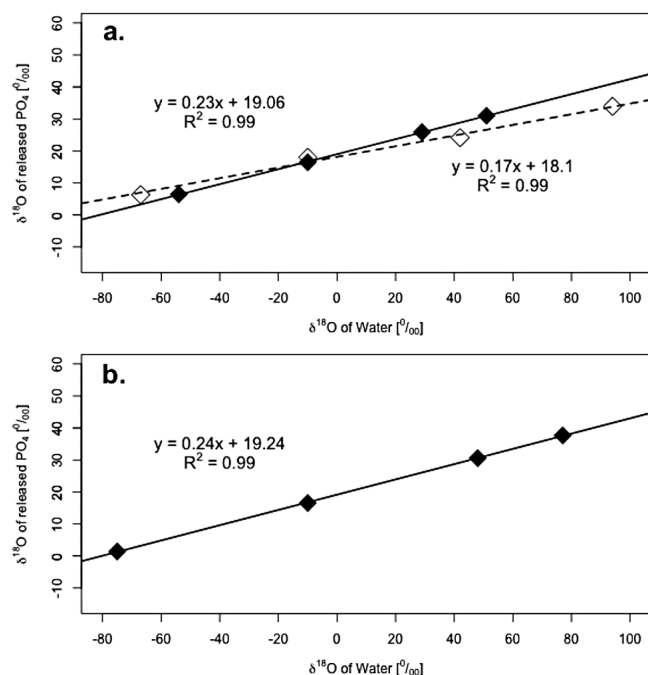 a.
60
50
40
30
20
10
0
-10
δ¹⁸O of released PO₄ [⁰/₀₀]
y = 0.23x + 19.06
R² = 0.99
y = 0.17x + 18.1
R² = 0.99
-80 -60 -40 -20 0 20 40 60 80 100
δ¹⁸O of Water [⁰/₀₀]
b.
60
50
40
30
20
10
0
-10
δ¹⁸O of released PO₄ [⁰/₀₀]
y = 0.24x + 19.24
R² = 0.99
-80 -60 -40 -20 0 20 40 60 80 100
δ¹⁸O of Water [⁰/₀₀]